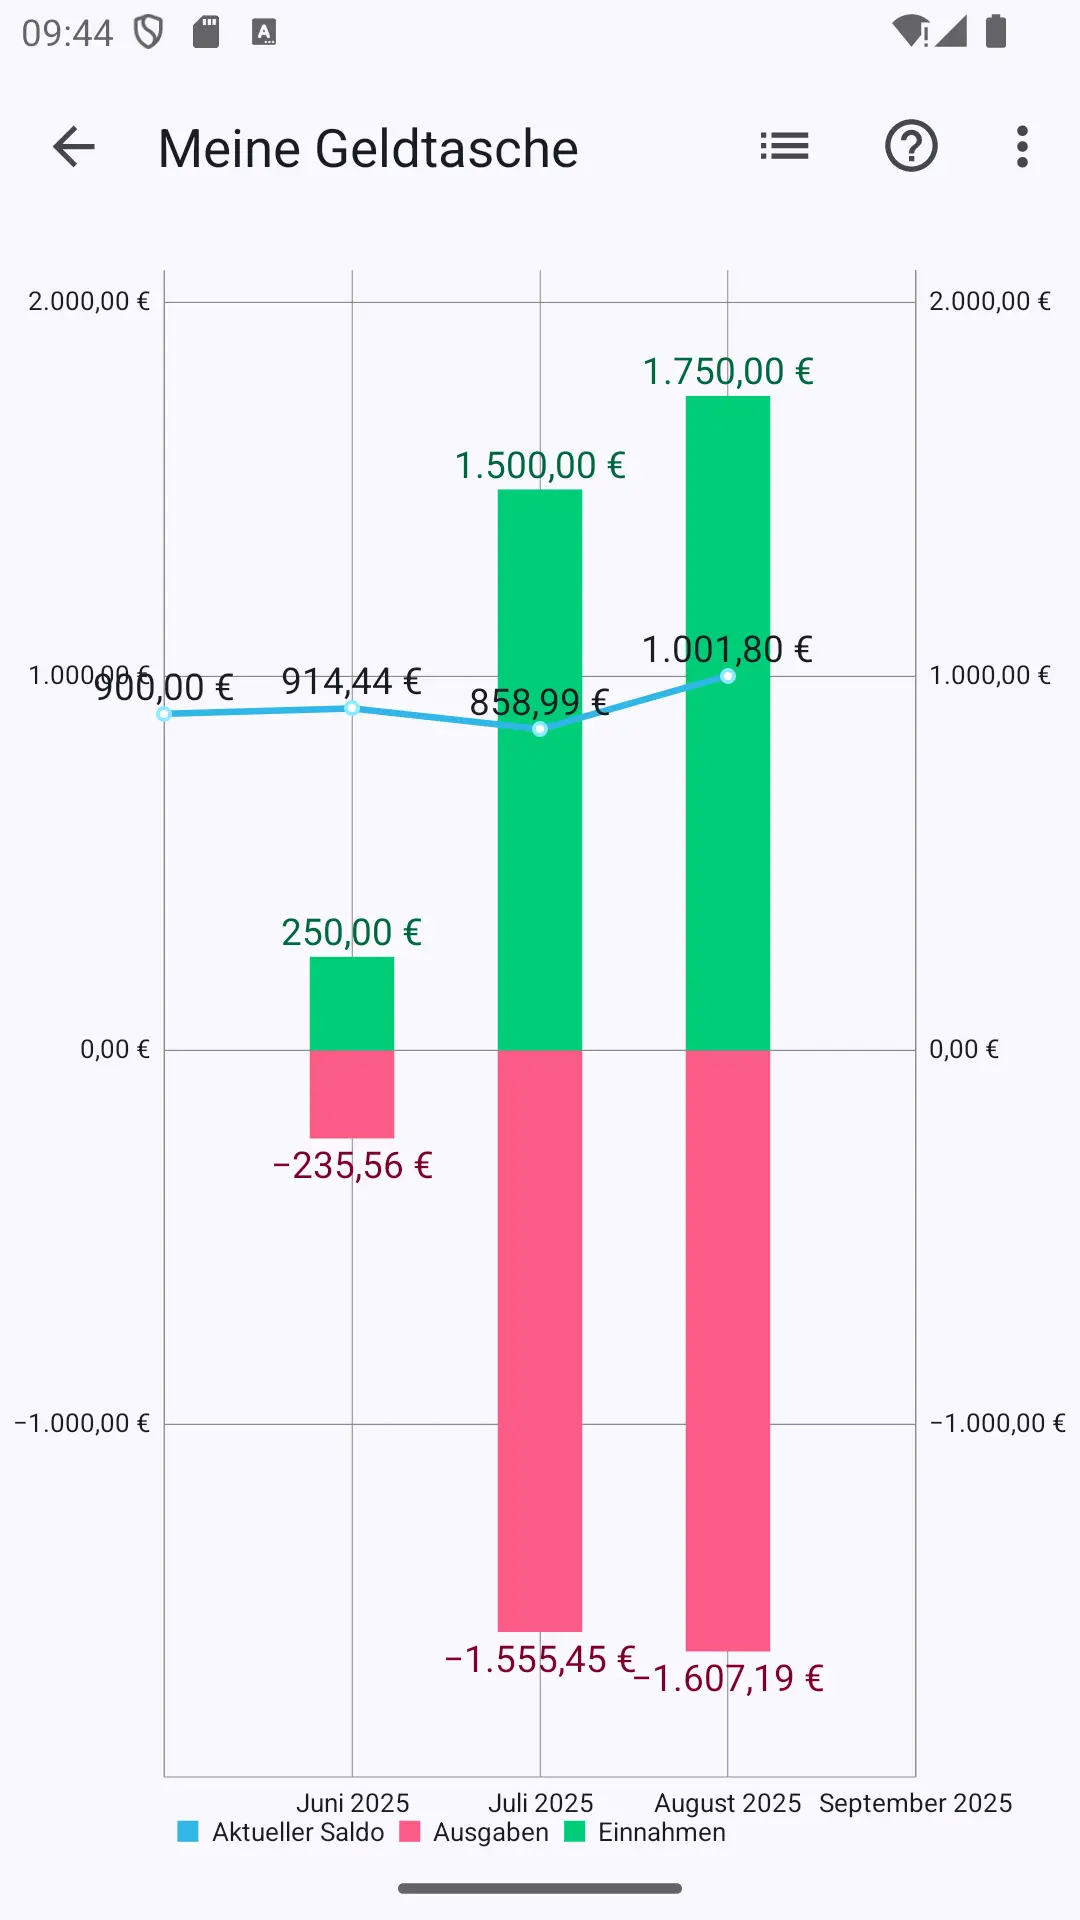 09:44
Meine Geldtasche
2.000,00 € 2.000,00 €
1.750,00 €
1.500,00 €
1.001,80 €
1.000,00 € 900,00 € 914,44 € 858,99 € 1.000,00 €
250,00 €
0,00 € 0,00 €
−235,56 €
−1.000,00 € −1.000,00 €
−1.555,45 € −1.607,19 €
Juni 2025 Juli 2025 August 2025 September 2025
Aktueller Saldo Ausgaben Einnahmen